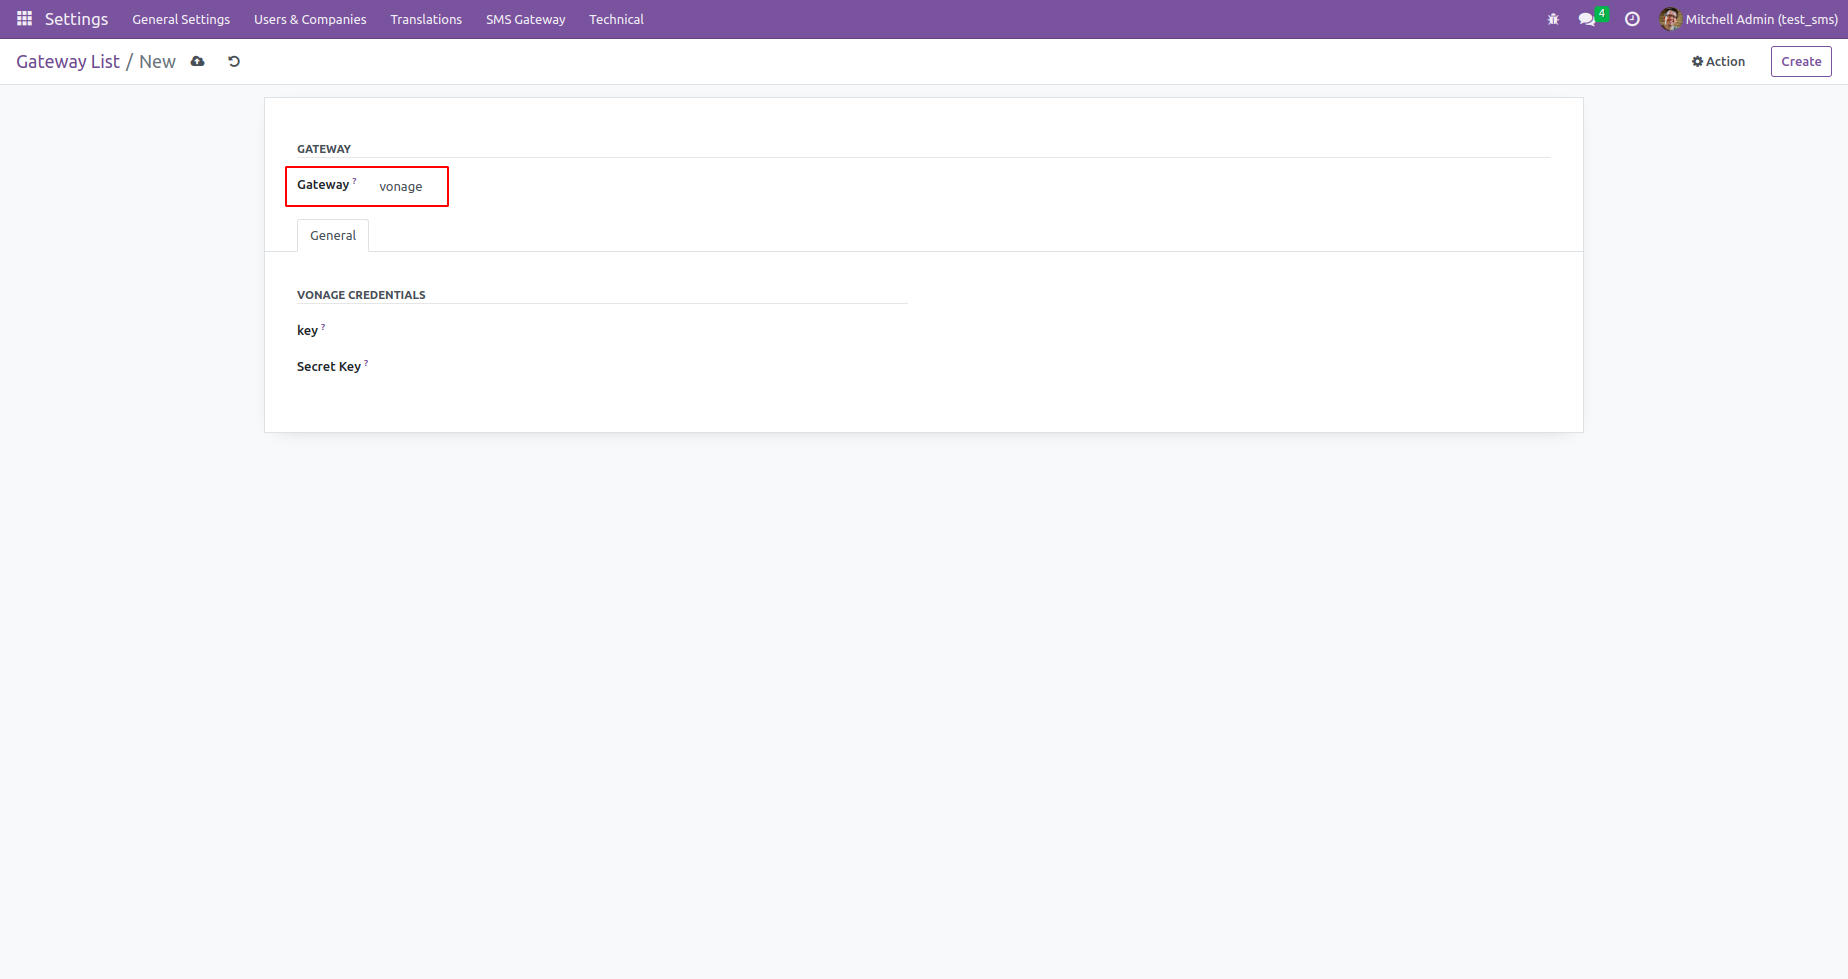 Settings General Settings Users & Companies Translations SMS Gateway Technical 4 Mitchell Admin (test_sms)
Gateway List / New Action Create
GATEWAY
Gateway ? vonage
General
VONAGE CREDENTIALS
key ?
Secret Key ?